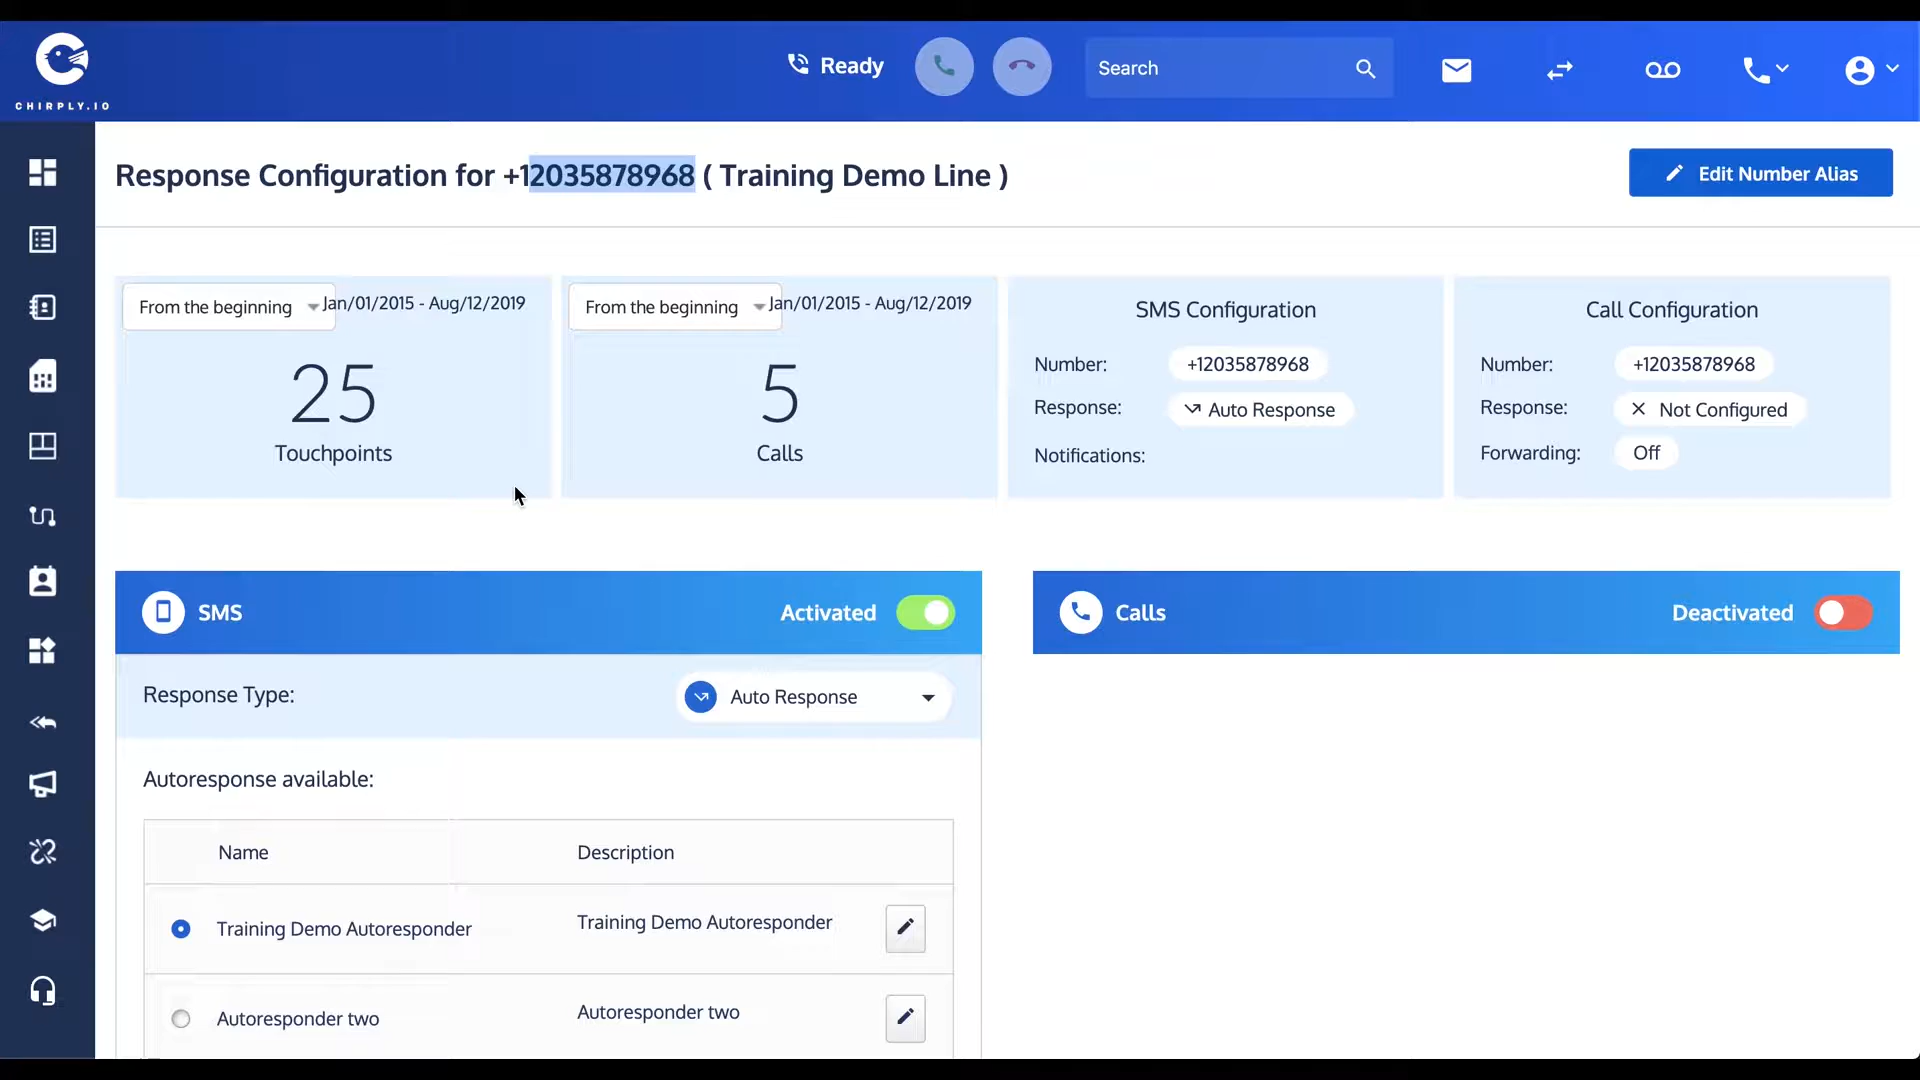 CHIRPLY.IO
Ready
Search
Response Configuration for +12035878968 ( Training Demo Line )
Edit Number Alias
From the beginning
Jan/01/2015 - Aug/12/2019
25
Touchpoints
From the beginning
Jan/01/2015 - Aug/12/2019
5
Calls
SMS Configuration
Number: +12035878968
Response: Auto Response
Notifications:
Call Configuration
Number: +12035878968
Response: Not Configured
Forwarding: Off
SMS
Activated
Response Type:
Auto Response
Autoresponse available:
Name Description
Training Demo Autoresponder Training Demo Autoresponder
Autoresponder two Autoresponder two
Calls
Deactivated